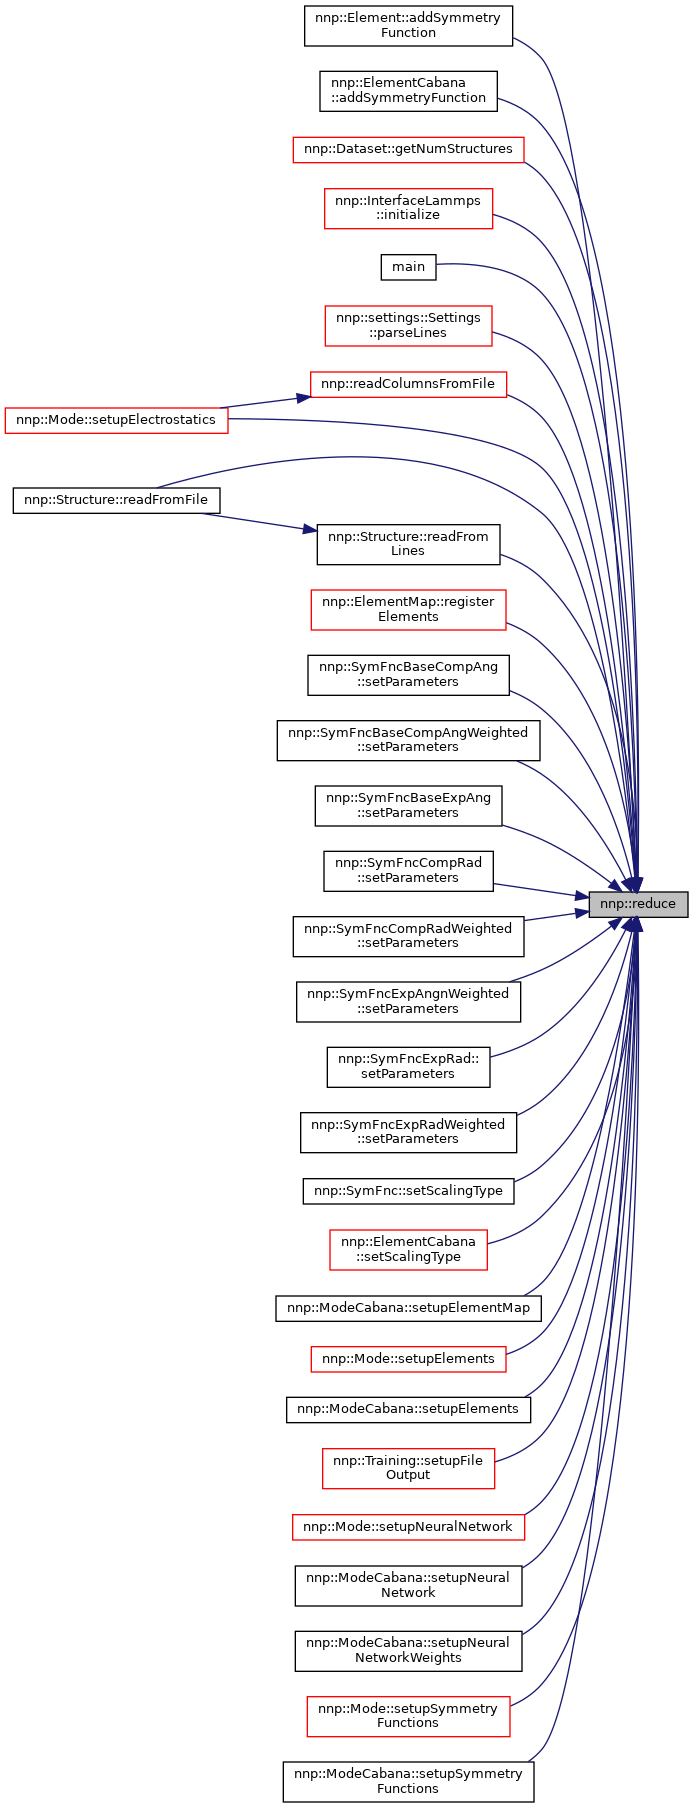 nnp::Element::addSymmetry
Function
nnp::ElementCabana
::addSymmetryFunction
nnp::Dataset::getNumStructures
nnp::InterfaceLammps
::initialize
main
nnp::settings::Settings
::parseLines
nnp::readColumnsFromFile
nnp::Mode::setupElectrostatics
nnp::Structure::readFromFile
nnp::Structure::readFrom
Lines
nnp::ElementMap::register
Elements
nnp::SymFncBaseCompAng
::setParameters
nnp::SymFncBaseCompAngWeighted
::setParameters
nnp::SymFncBaseExpAng
::setParameters
nnp::SymFncCompRad
::setParameters
nnp::reduce
nnp::SymFncCompRadWeighted
::setParameters
nnp::SymFncExpAngnWeighted
::setParameters
nnp::SymFncExpRad::
setParameters
nnp::SymFncExpRadWeighted
::setParameters
nnp::SymFnc::setScalingType
nnp::ElementCabana
::setScalingType
nnp::ModeCabana::setupElementMap
nnp::Mode::setupElements
nnp::ModeCabana::setupElements
nnp::Training::setupFile
Output
nnp::Mode::setupNeuralNetwork
nnp::ModeCabana::setupNeural
Network
nnp::ModeCabana::setupNeural
NetworkWeights
nnp::Mode::setupSymmetry
Functions
nnp::ModeCabana::setupSymmetry
Functions